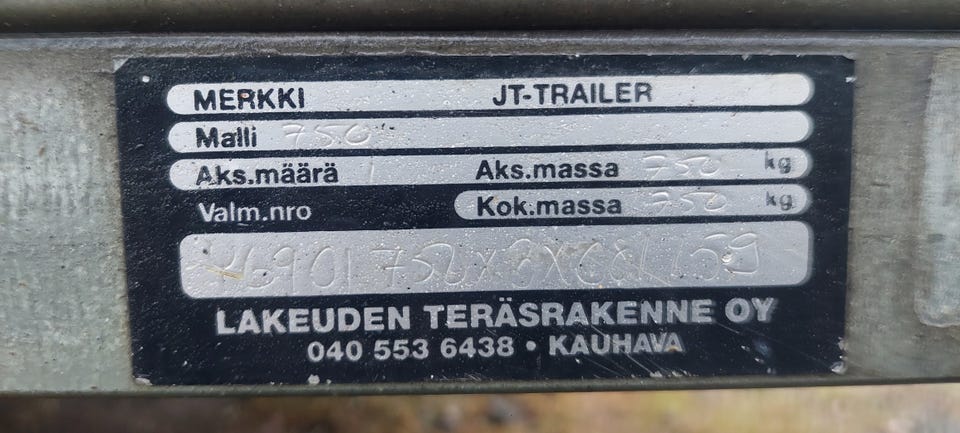 MERKKI JT-TRAILER
Malli 750
Aks.määrä 1 Aks.massa 750 kg
Valm.nro Kok.massa 750 kg
LAKEUDEN TERÄSRAKENNE OY
040 553 6438 • KAUHAVA